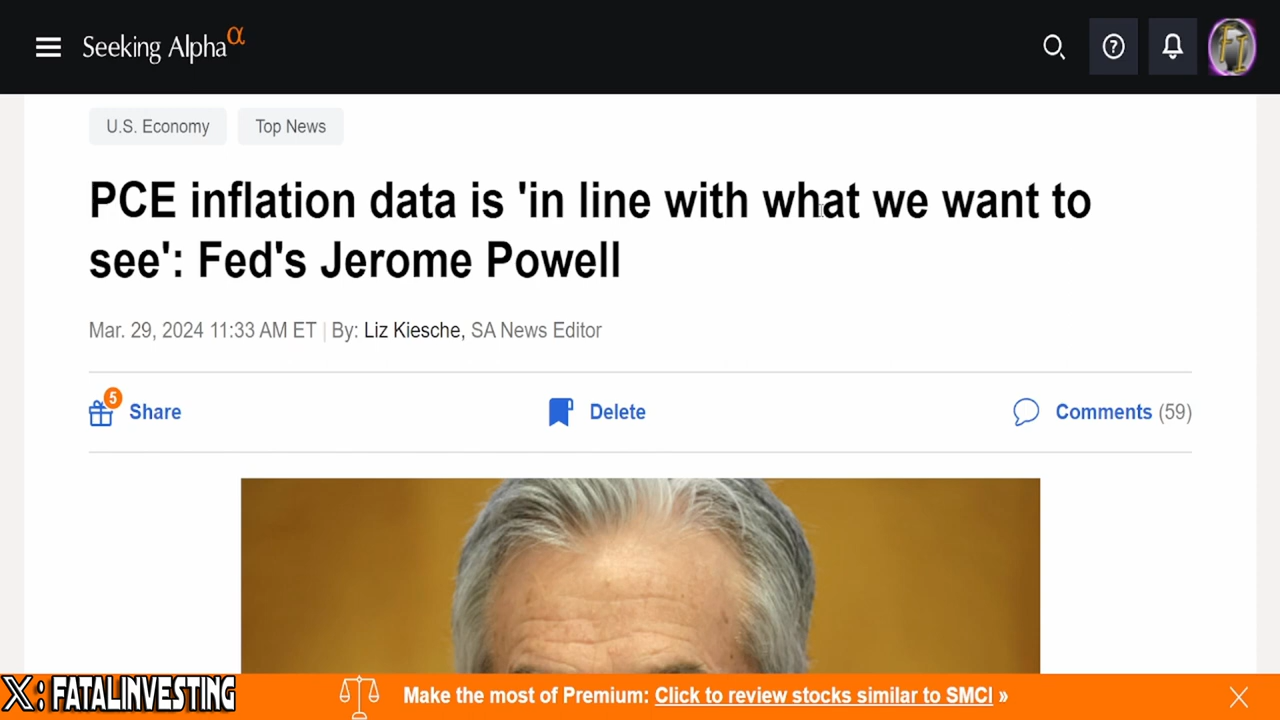 Seeking Alphaα
U.S. Economy
Top News
PCE inflation data is 'in line with what we want to
see': Fed's Jerome Powell
Mar. 29, 2024 11:33 AM ET | By: Liz Kiesche, SA News Editor
5
Share
Delete
Comments (59)
X: FATALINVESTING
Make the most of Premium: Click to review stocks similar to SMCI »